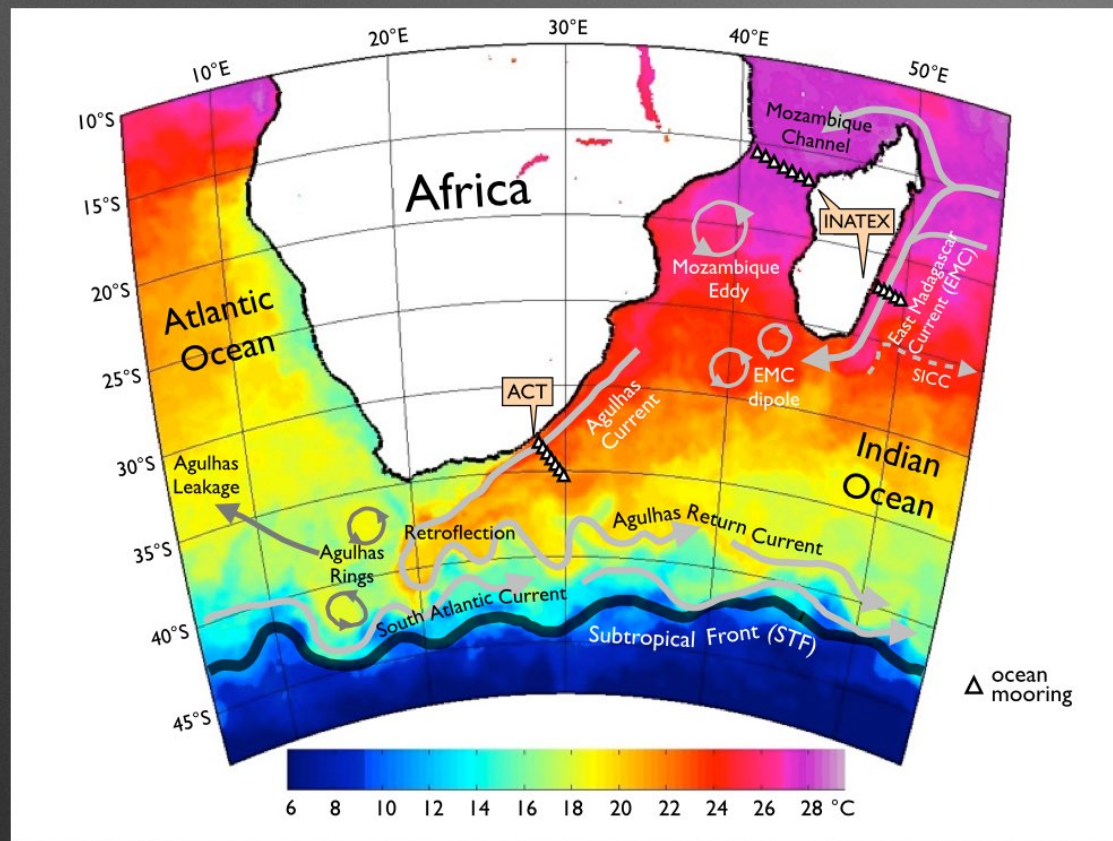 10°E
20°E
30°E
40°E
50°E
10°S
15°S
20°S
25°S
30°S
35°S
40°S
45°S
Africa
Mozambique
Channel
INATEX
Mozambique
Eddy
East Madagascar
Current (EMC)
SICC
EMC
dipole
Atlantic
Ocean
ACT
Agulhas
Current
Indian
Ocean
Agulhas
Leakage
Retroflection
Agulhas Return Current
Agulhas
Rings
South Atlantic Current
Subtropical Front (STF)
ocean
mooring
6 8 10 12 14 16 18 20 22 24 26 28 °C